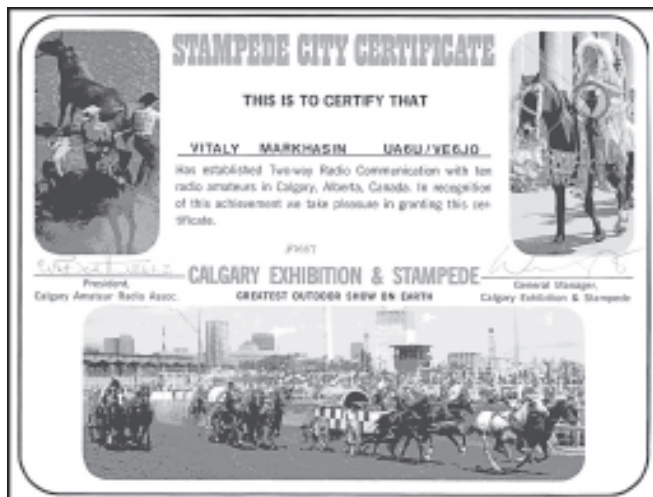 STAMPEDE CITY CERTIFICATE
THIS IS TO CERTIFY THAT
VITALY MARKHASIN UA6U/VE6JO
Has established Two-way Radio Communication with ten
radio amateurs in Calgary, Alberta, Canada. In recognition
of this achievement we take pleasure in granting this cer-
tificate.
President,
Calgary Amateur Radio Assoc.
CALGARY EXHIBITION & STAMPEDE
GREATEST OUTDOOR SHOW ON EARTH
General Manager,
Calgary Exhibition & Stampede